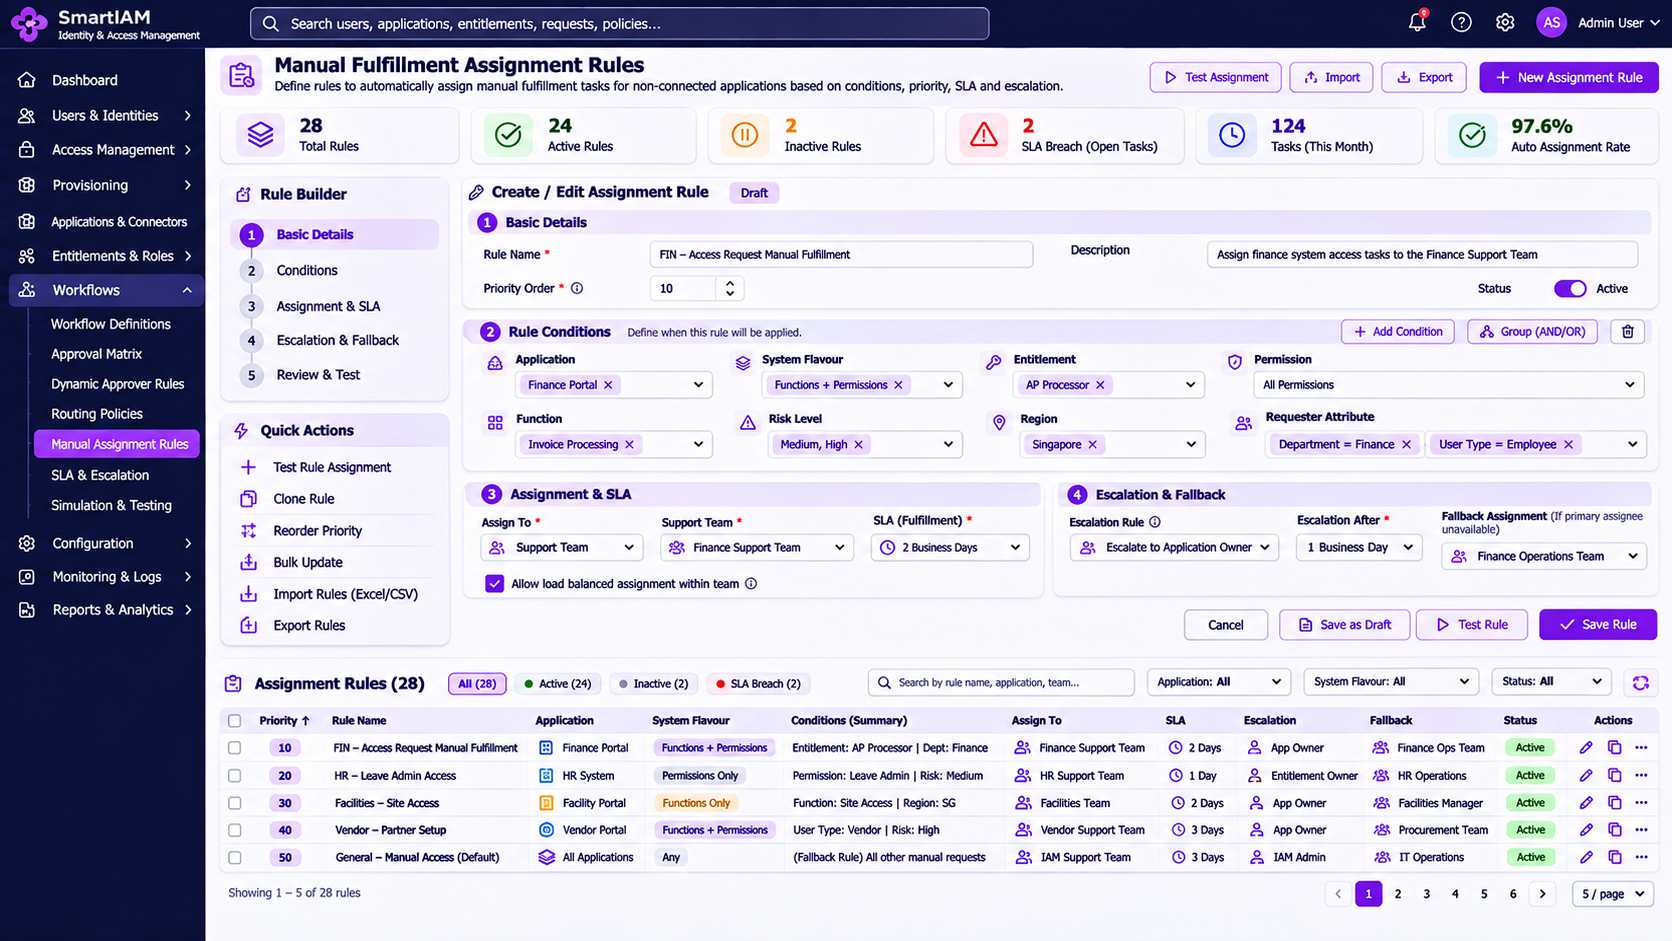 SmartIAM
Identity & Access Management
Search users, applications, entitlements, requests, policies...
9
AS
Admin User
Dashboard
Users & Identities
Access Management
Provisioning
Applications & Connectors
Entitlements & Roles
Workflows
Workflow Definitions
Approval Matrix
Dynamic Approver Rules
Routing Policies
Manual Assignment Rules
SLA & Escalation
Simulation & Testing
Configuration
Monitoring & Logs
Reports & Analytics
Manual Fulfillment Assignment Rules
Define rules to automatically assign manual fulfillment tasks for non-connected applications based on conditions, priority, SLA and escalation.
Test Assignment
Import
Export
New Assignment Rule
28
Total Rules
24
Active Rules
2
Inactive Rules
2
SLA Breach (Open Tasks)
124
Tasks (This Month)
97.6%
Auto Assignment Rate
Rule Builder
1 Basic Details
2 Conditions
3 Assignment & SLA
4 Escalation & Fallback
5 Review & Test
Quick Actions
Test Rule Assignment
Clone Rule
Reorder Priority
Bulk Update
Import Rules (Excel/CSV)
Export Rules
Create / Edit Assignment Rule Draft
1 Basic Details
Rule Name * FIN – Access Request Manual Fulfillment
Description Assign finance system access tasks to the Finance Support Team
Priority Order * 10
Status Active
2 Rule Conditions Define when this rule will be applied.
Add Condition
Group (AND/OR)
Application System Flavour Entitlement Permission
Finance Portal × Functions + Permissions × AP Processor × All Permissions
Function Risk Level Region Requester Attribute
Invoice Processing × Medium, High × Singapore × Department = Finance × User Type = Employee ×
3 Assignment & SLA
Assign To * Support Team * SLA (Fulfillment) *
Support Team Finance Support Team 2 Business Days
Allow load balanced assignment within team
4 Escalation & Fallback
Escalation Rule Escalation After * Fallback Assignment (If primary assignee
unavailable)
Escalate to Application Owner 1 Business Day Finance Operations Team
Cancel Save as Draft Test Rule Save Rule
Assignment Rules (28) All (28) Active (24) Inactive (2) SLA Breach (2)
Search by rule name, application, team...
Application: All System Flavour: All Status: All
Priority ↑ Rule Name Application System Flavour Conditions (Summary) Assign To SLA Escalation Fallback Status Actions
10 FIN – Access Request Manual Fulfillment Finance Portal Functions + Permissions Entitlement: AP Processor | Dept: Finance Finance Support Team 2 Days App Owner Finance Ops Team Active
20 HR – Leave Admin Access HR System Permissions Only Permission: Leave Admin | Risk: Medium HR Support Team 1 Day Entitlement Owner HR Operations Active
30 Facilities – Site Access Facility Portal Functions Only Function: Site Access | Region: SG Facilities Team 2 Days App Owner Facilities Manager Active
40 Vendor – Partner Setup Vendor Portal Functions + Permissions User Type: Vendor | Risk: High Vendor Support Team 3 Days App Owner Procurement Team Active
50 General – Manual Access (Default) All Applications Any (Fallback Rule) All other manual requests IAM Support Team 3 Days IAM Admin IT Operations Active
Showing 1 – 5 of 28 rules
‹ 1 2 3 4 5 6 › 5 / page